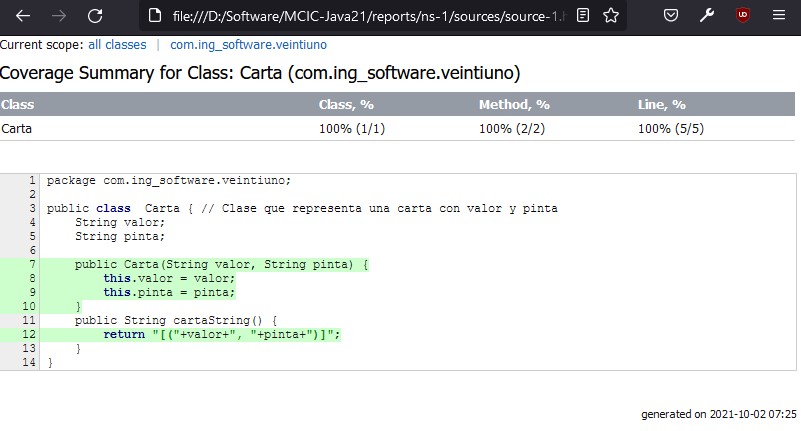 file:///D:/Software/MCIC-Java21/reports/ns-1/sources/source-1.h
Current scope: all classes | com.ing_software.veintiuno
Coverage Summary for Class: Carta (com.ing_software.veintiuno)
Class Class, % Method, % Line, %
Carta 100% (1/1) 100% (2/2) 100% (5/5)
1 package com.ing_software.veintiuno;
2
3 public class  Carta { // Clase que representa una carta con valor y pinta
4     String valor;
5     String pinta;
6
7     public Carta(String valor, String pinta) {
8         this.valor = valor;
9         this.pinta = pinta;
10     }
11     public String cartaString() {
12         return "[("+valor+", "+pinta+")]";
13     }
14 }
generated on 2021-10-02 07:25